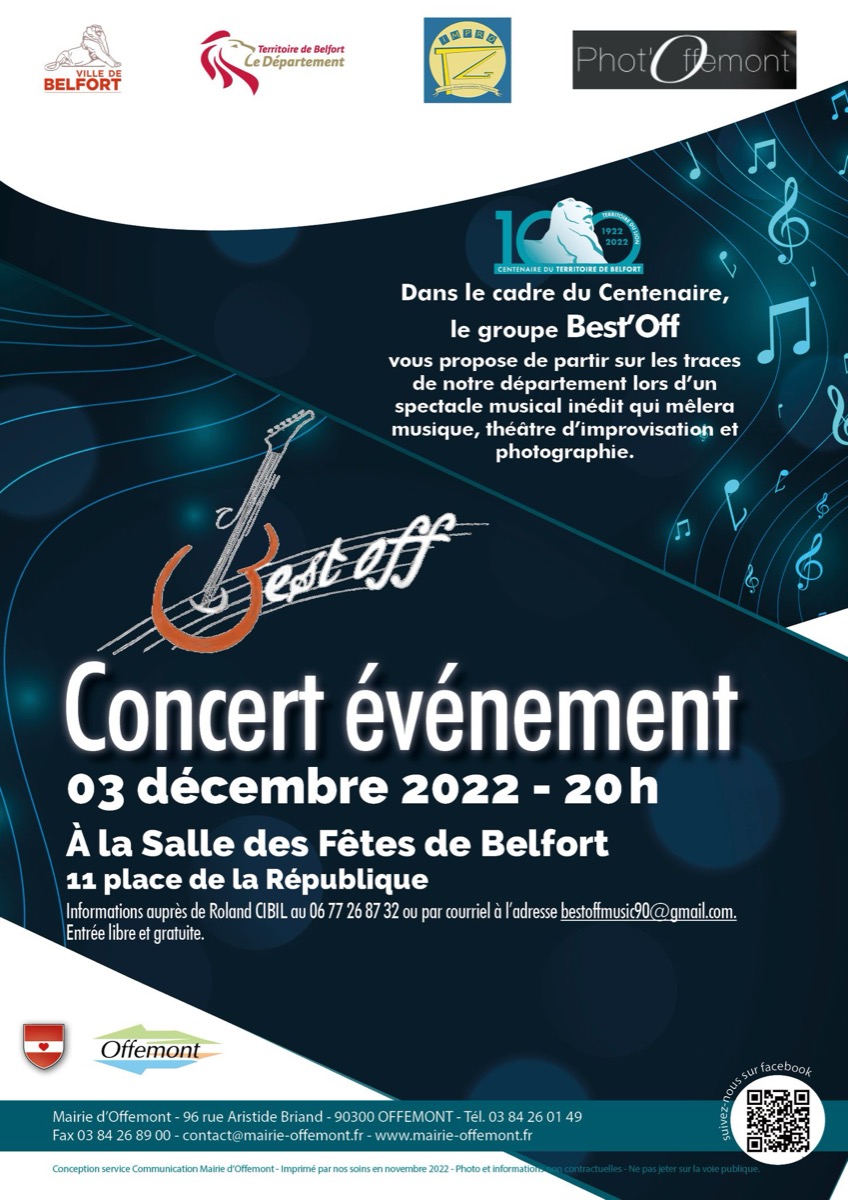 VILLE DE
BELFORT
Territoire de Belfort
Le Département
IMPRO
Phot'Offemont
100
1922
2022
TERRITOIRE DU LION
CENTENAIRE DU TERRITOIRE DE BELFORT
Dans le cadre du Centenaire,
le groupe Best'Off
vous propose de partir sur les traces
de notre département lors d'un
spectacle musical inédit qui mêlera
musique, théâtre d'improvisation et
photographie.
Best off
Concert événement
03 décembre 2022 - 20 h
À la Salle des Fêtes de Belfort
11 place de la République
Informations auprès de Roland CIBIL au 06 77 26 87 32 ou par courriel à l'adresse bestoffmusic90@gmail.com.
Entrée libre et gratuite.
Offemont
suivez-nous sur facebook
Mairie d'Offemont - 96 rue Aristide Briand - 90300 OFFEMONT - Tél. 03 84 26 01 49
Fax 03 84 26 89 00 - contact@mairie-offemont.fr - www.mairie-offemont.fr
Conception service Communication Mairie d'Offemont - Imprimé par nos soins en novembre 2022 - Photo et informations non contractuelles - Ne pas jeter sur la voie publique.